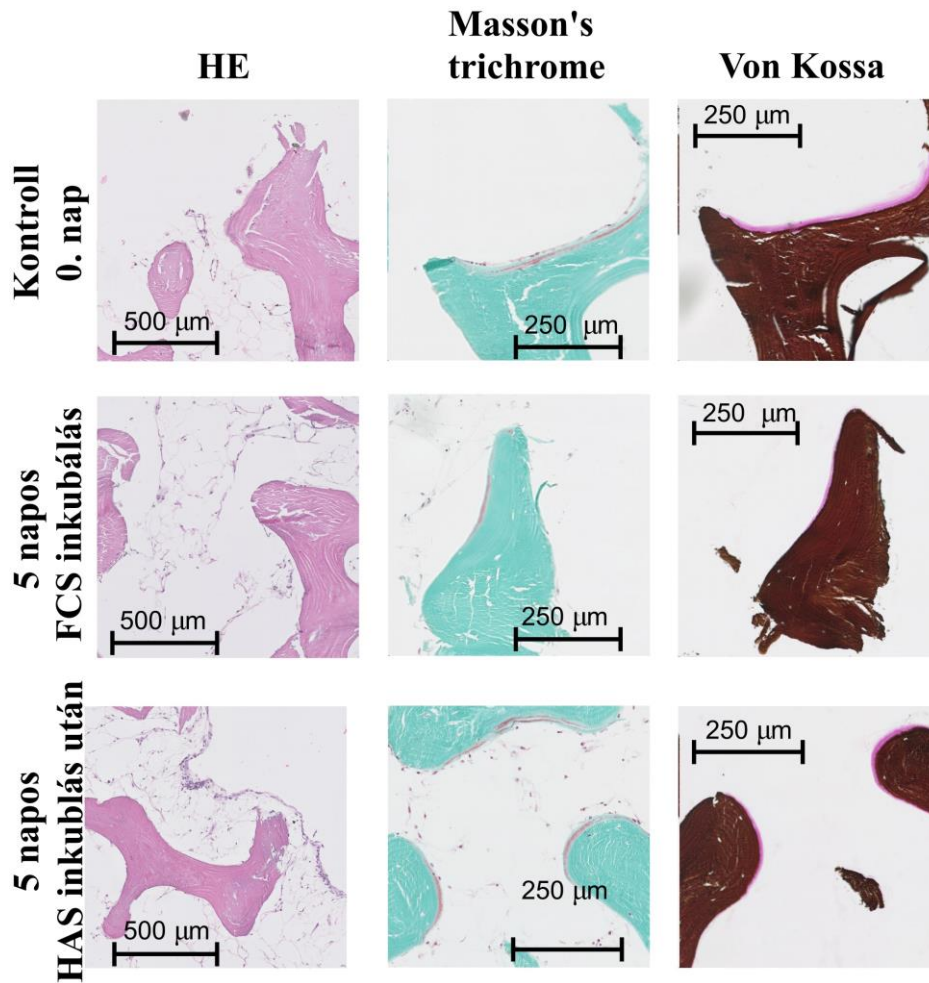 HE
Masson's
trichrome
Von Kossa
Kontroll
0. nap
500 μm
250 μm
250 μm
5 napos
FCS inkubálás
500 μm
250 μm
250 μm
5 napos
HAS inkublás után
500 μm
250 μm
250 μm